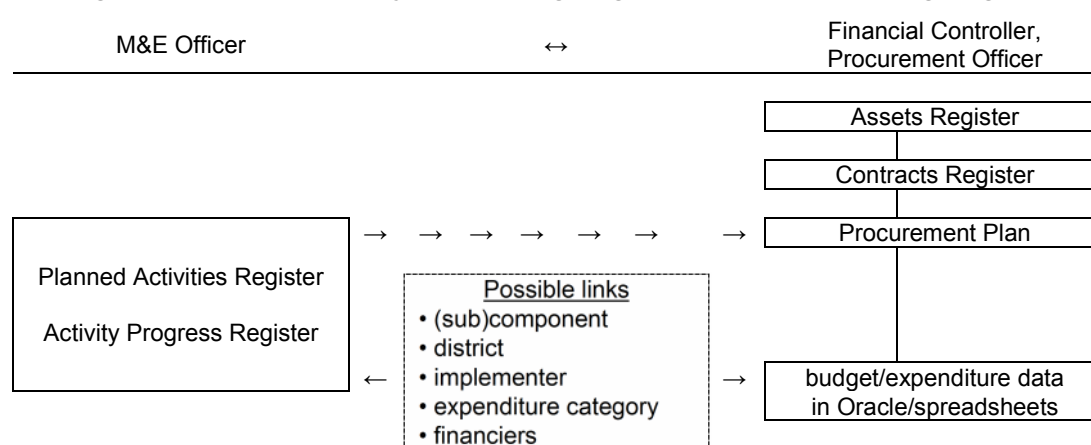 M&E Officer ↔ Financial Controller,
Procurement Officer
Assets Register
Contracts Register
→ → → → → → → Procurement Plan
Planned Activities Register
Activity Progress Register
Possible links
• (sub)component
• district
• implementer
• expenditure category
• financiers
← → budget/expenditure data
in Oracle/spreadsheets